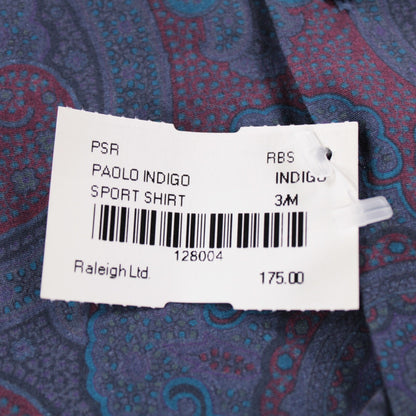 PSR RBS
PAOLO INDIGO INDIGO
SPORT SHIRT 3/M
128004
Raleigh Ltd. 175.00